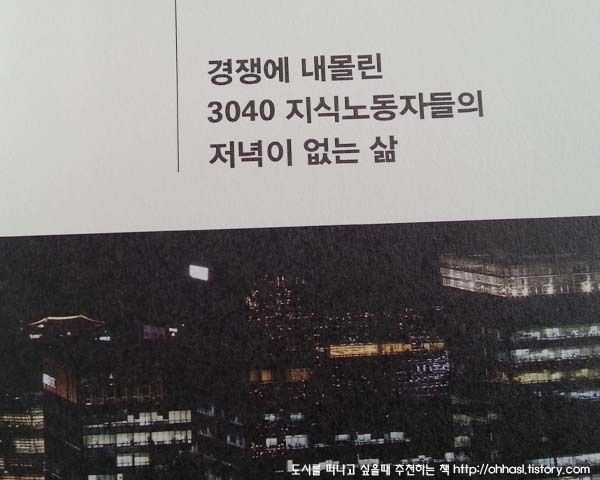 경쟁에 내몰린
3040 지식노동자들의
저녁이 없는 삶
도시를 떠나고 싶을때 추천하는 책 http://ohhasl.tistory.com